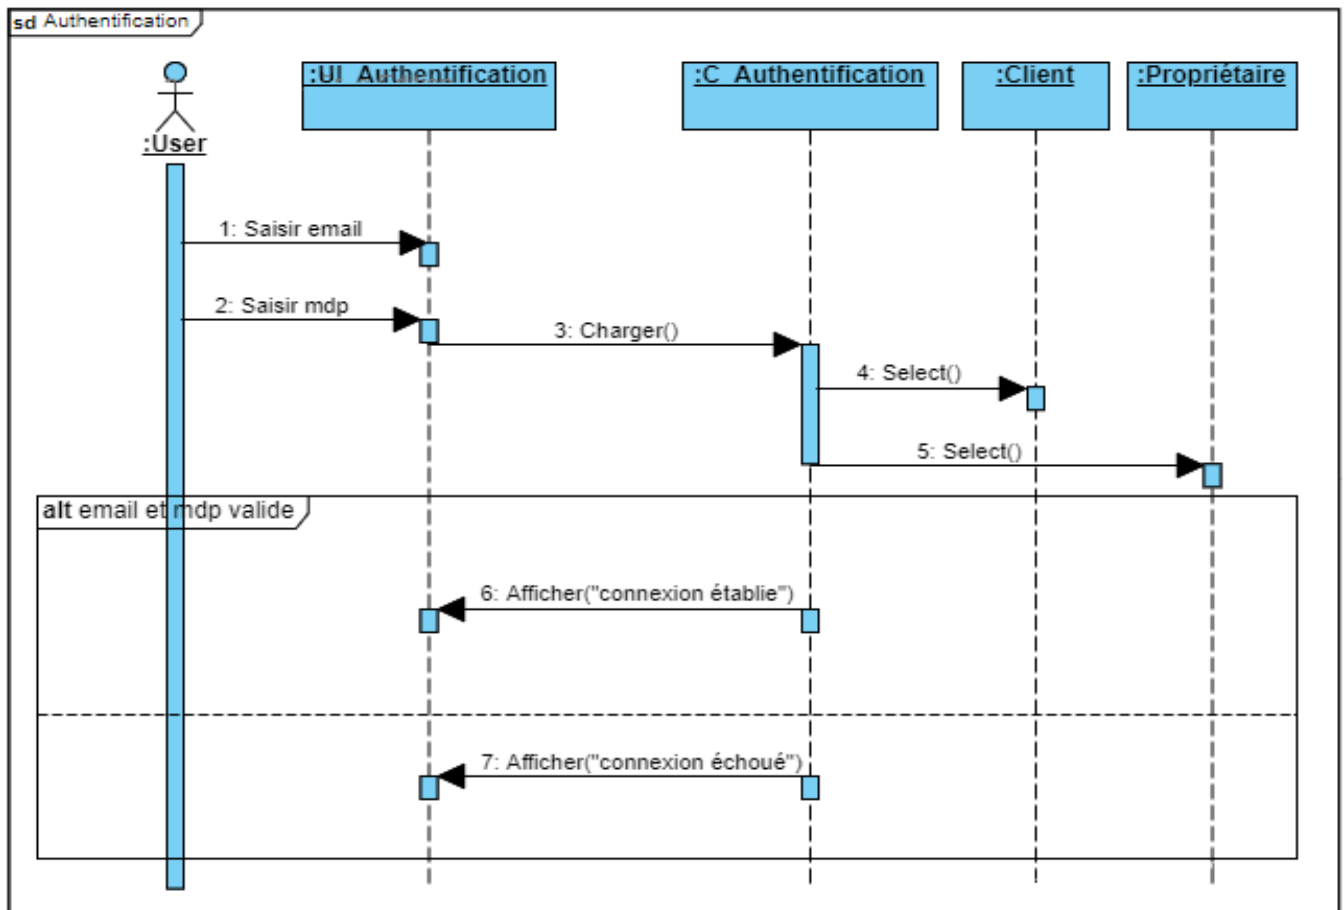 sd Authentification
:UI_Authentification
:C_Authentification
:Client
:Propriétaire
:User
1: Saisir email
2: Saisir mdp
3: Charger()
4: Select()
5: Select()
alt email et mdp valide
6: Afficher("connexion établie")
7: Afficher("connexion échoué")